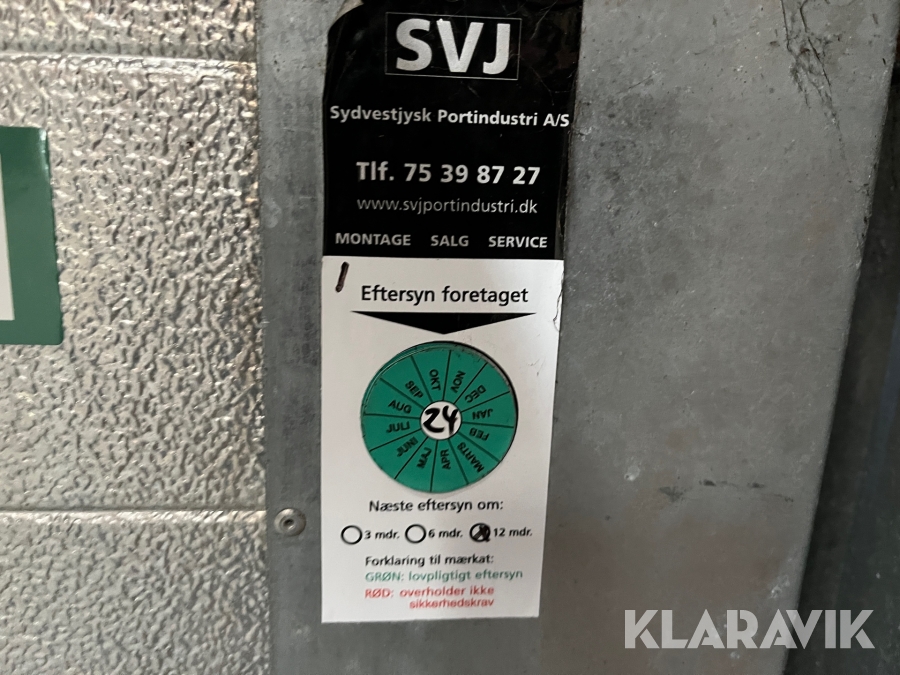 SVJ
Sydvestjysk Portindustri A/S
Tlf. 75 39 87 27
www.svjportindustri.dk
MONTAGE SALG SERVICE
Eftersyn foretaget
OKT
NOV
DEC
JAN
FEB
MARTS
APR
MAJ
JUNI
JULI
AUG
SEP
24
Næste eftersyn om:
3 mdr. 6 mdr. 12 mdr.
Forklaring til mærkat:
GRØN: lovpligtigt eftersyn
RØD: overholder ikke
sikkerhedskrav
KLARAVIK